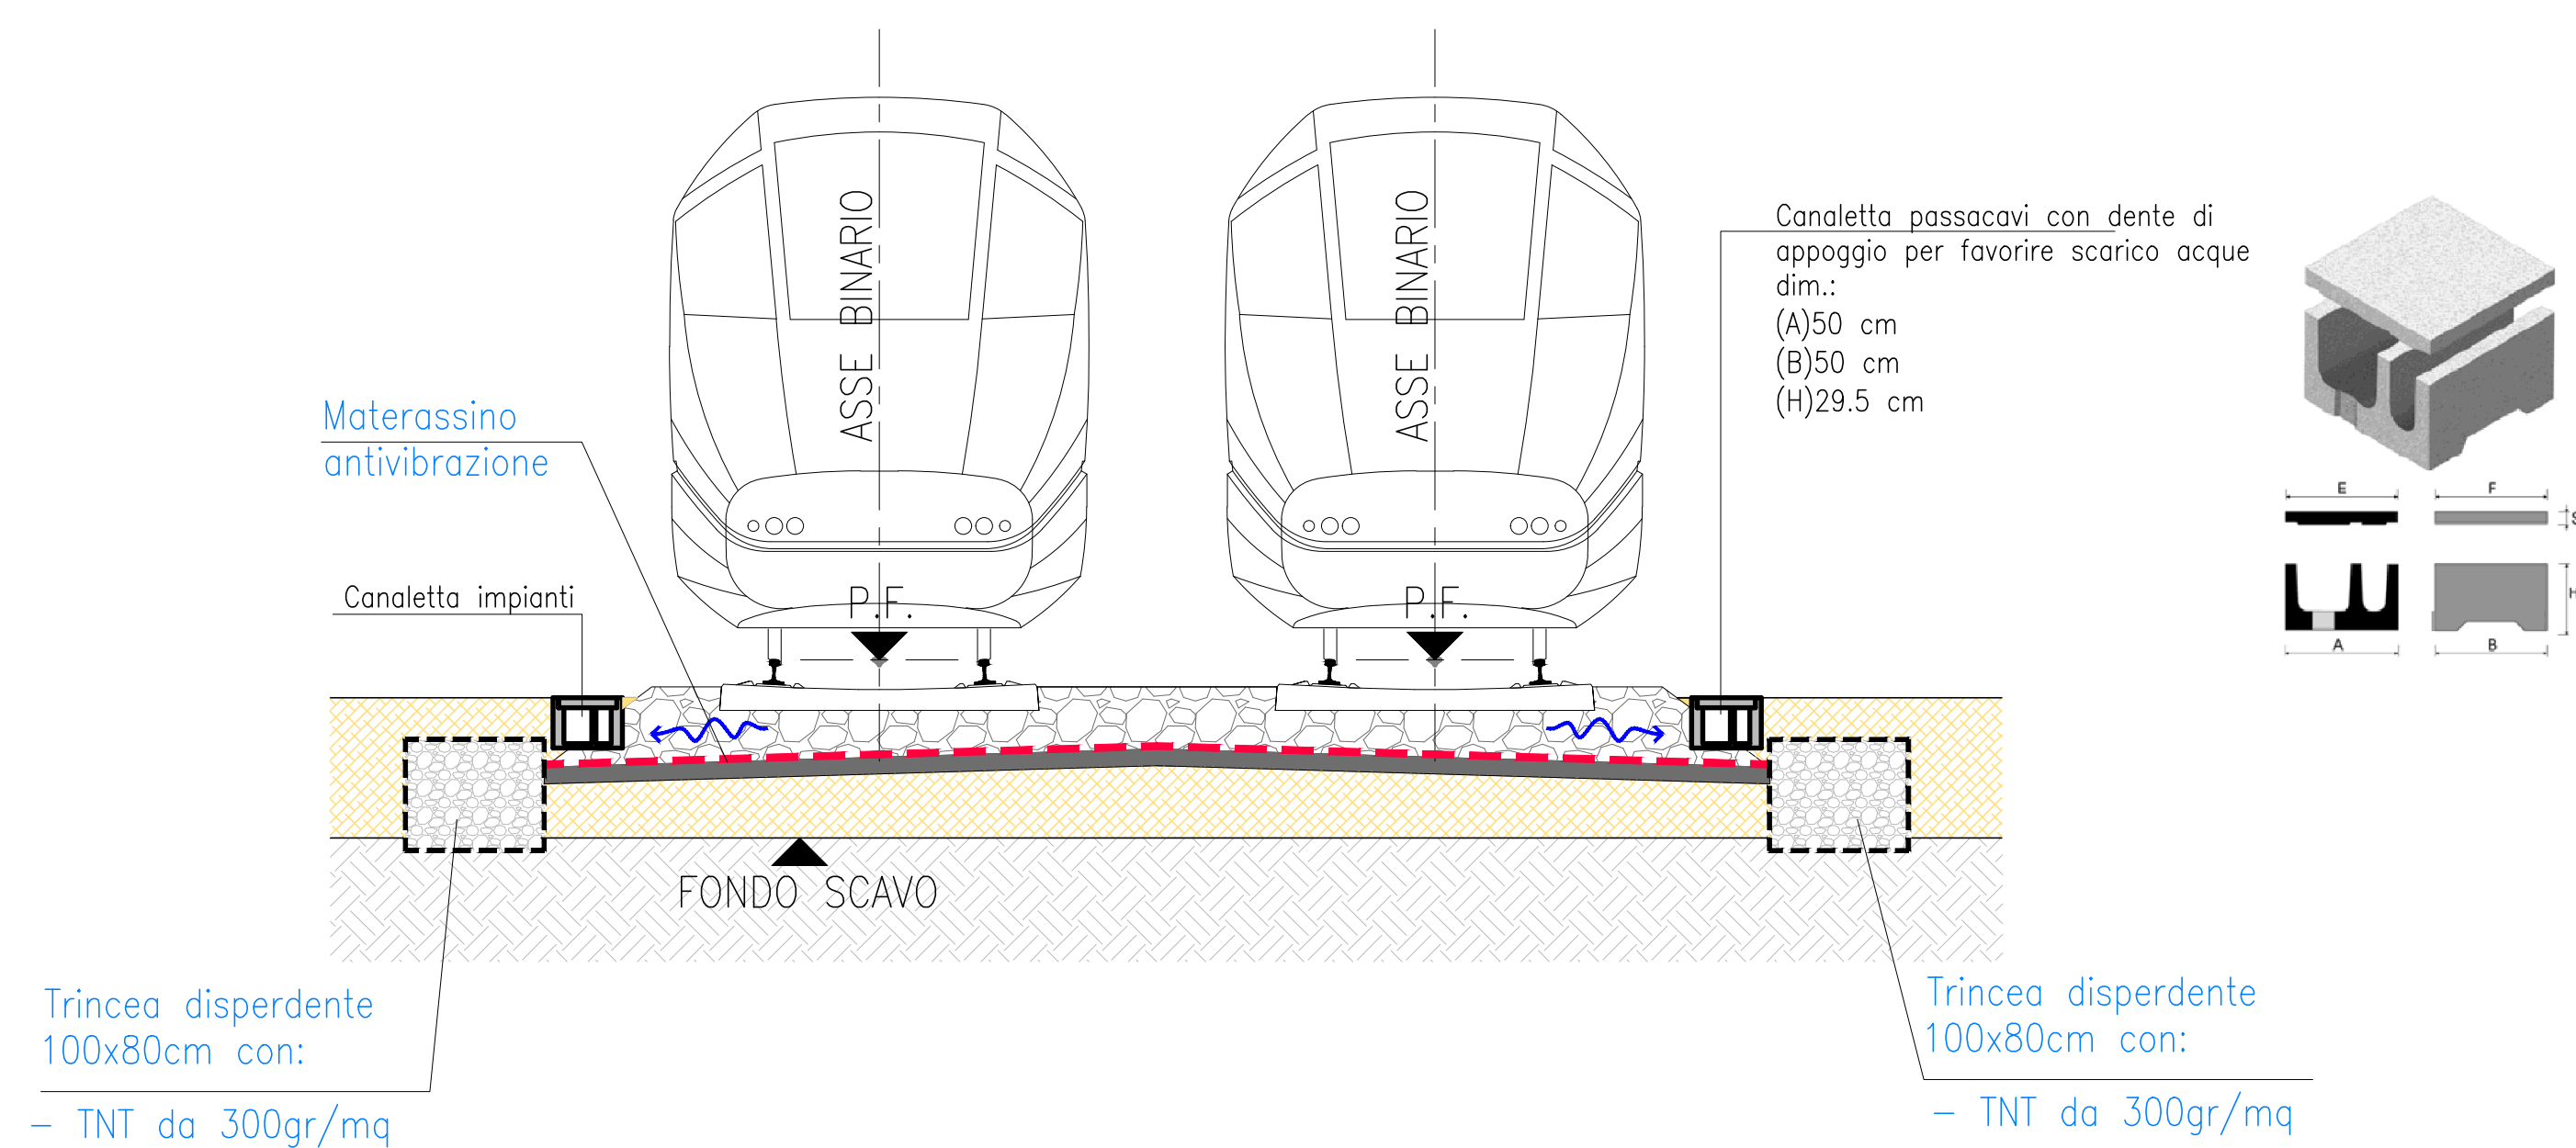 ASSE BINARIO
ASSE BINARIO
Canaletta passacavi con dente di
appoggio per favorire scarico acque
dim.:
(A)50 cm
(B)50 cm
(H)29.5 cm
Materassino
antivibrazione
E
F
S
H
A
B
Canaletta impianti
P.F.
P.F.
FONDO SCAVO
Trincea disperdente
100x80cm con:
- TNT da 300gr/mq
Trincea disperdente
100x80cm con:
- TNT da 300gr/mq